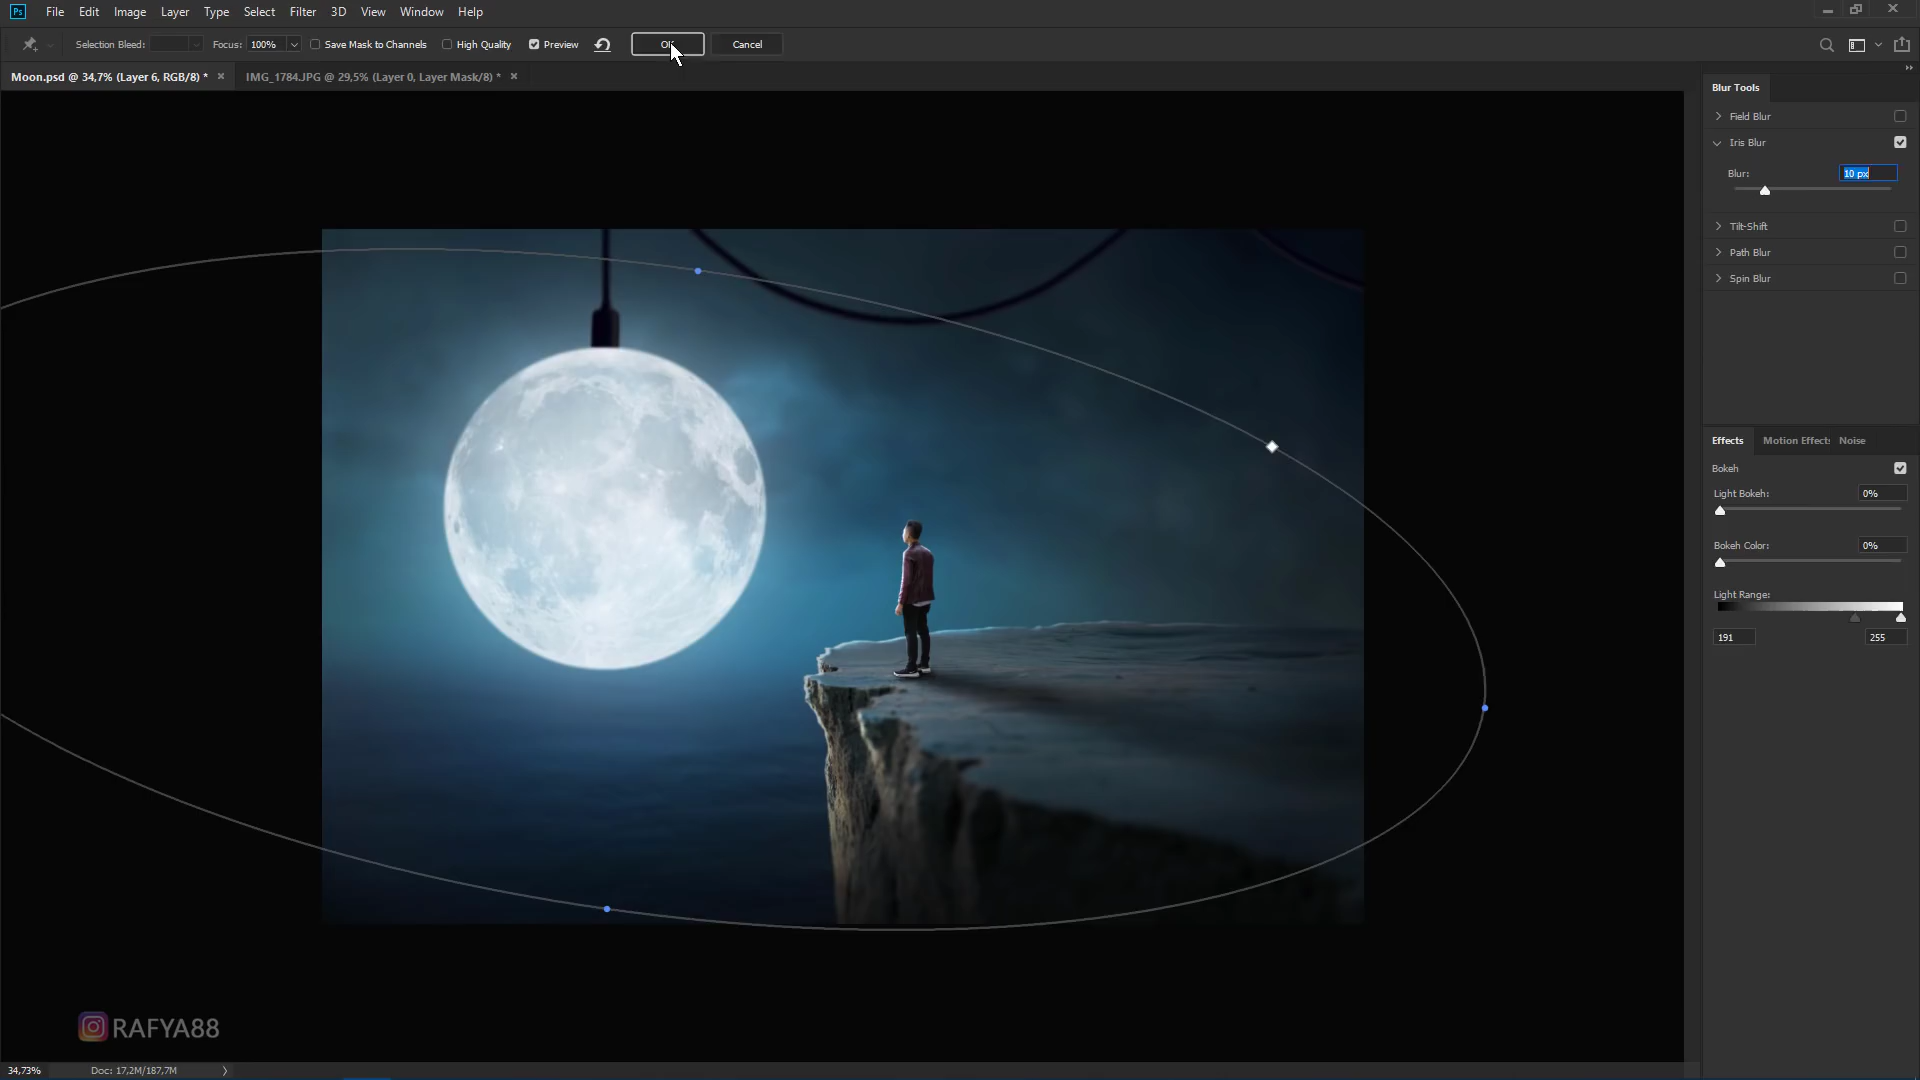 Ps File Edit Image Layer Type Select Filter 3D View Window Help
Selection Bleed: Focus: 100% Save Mask to Channels High Quality Preview OK Cancel
Moon.psd @ 34,7% (Layer 6, RGB/8) * × IMG_1784.JPG @ 29,5% (Layer 0, Layer Mask/8) * ×
Blur Tools
Field Blur
Iris Blur
Blur: 10 px
Tilt-Shift
Path Blur
Spin Blur
Effects Motion Effects Noise
Bokeh
Light Bokeh: 0%
Bokeh Color: 0%
Light Range:
191 255
RAFYA88
34,73% Doc: 17,2M/187,7M